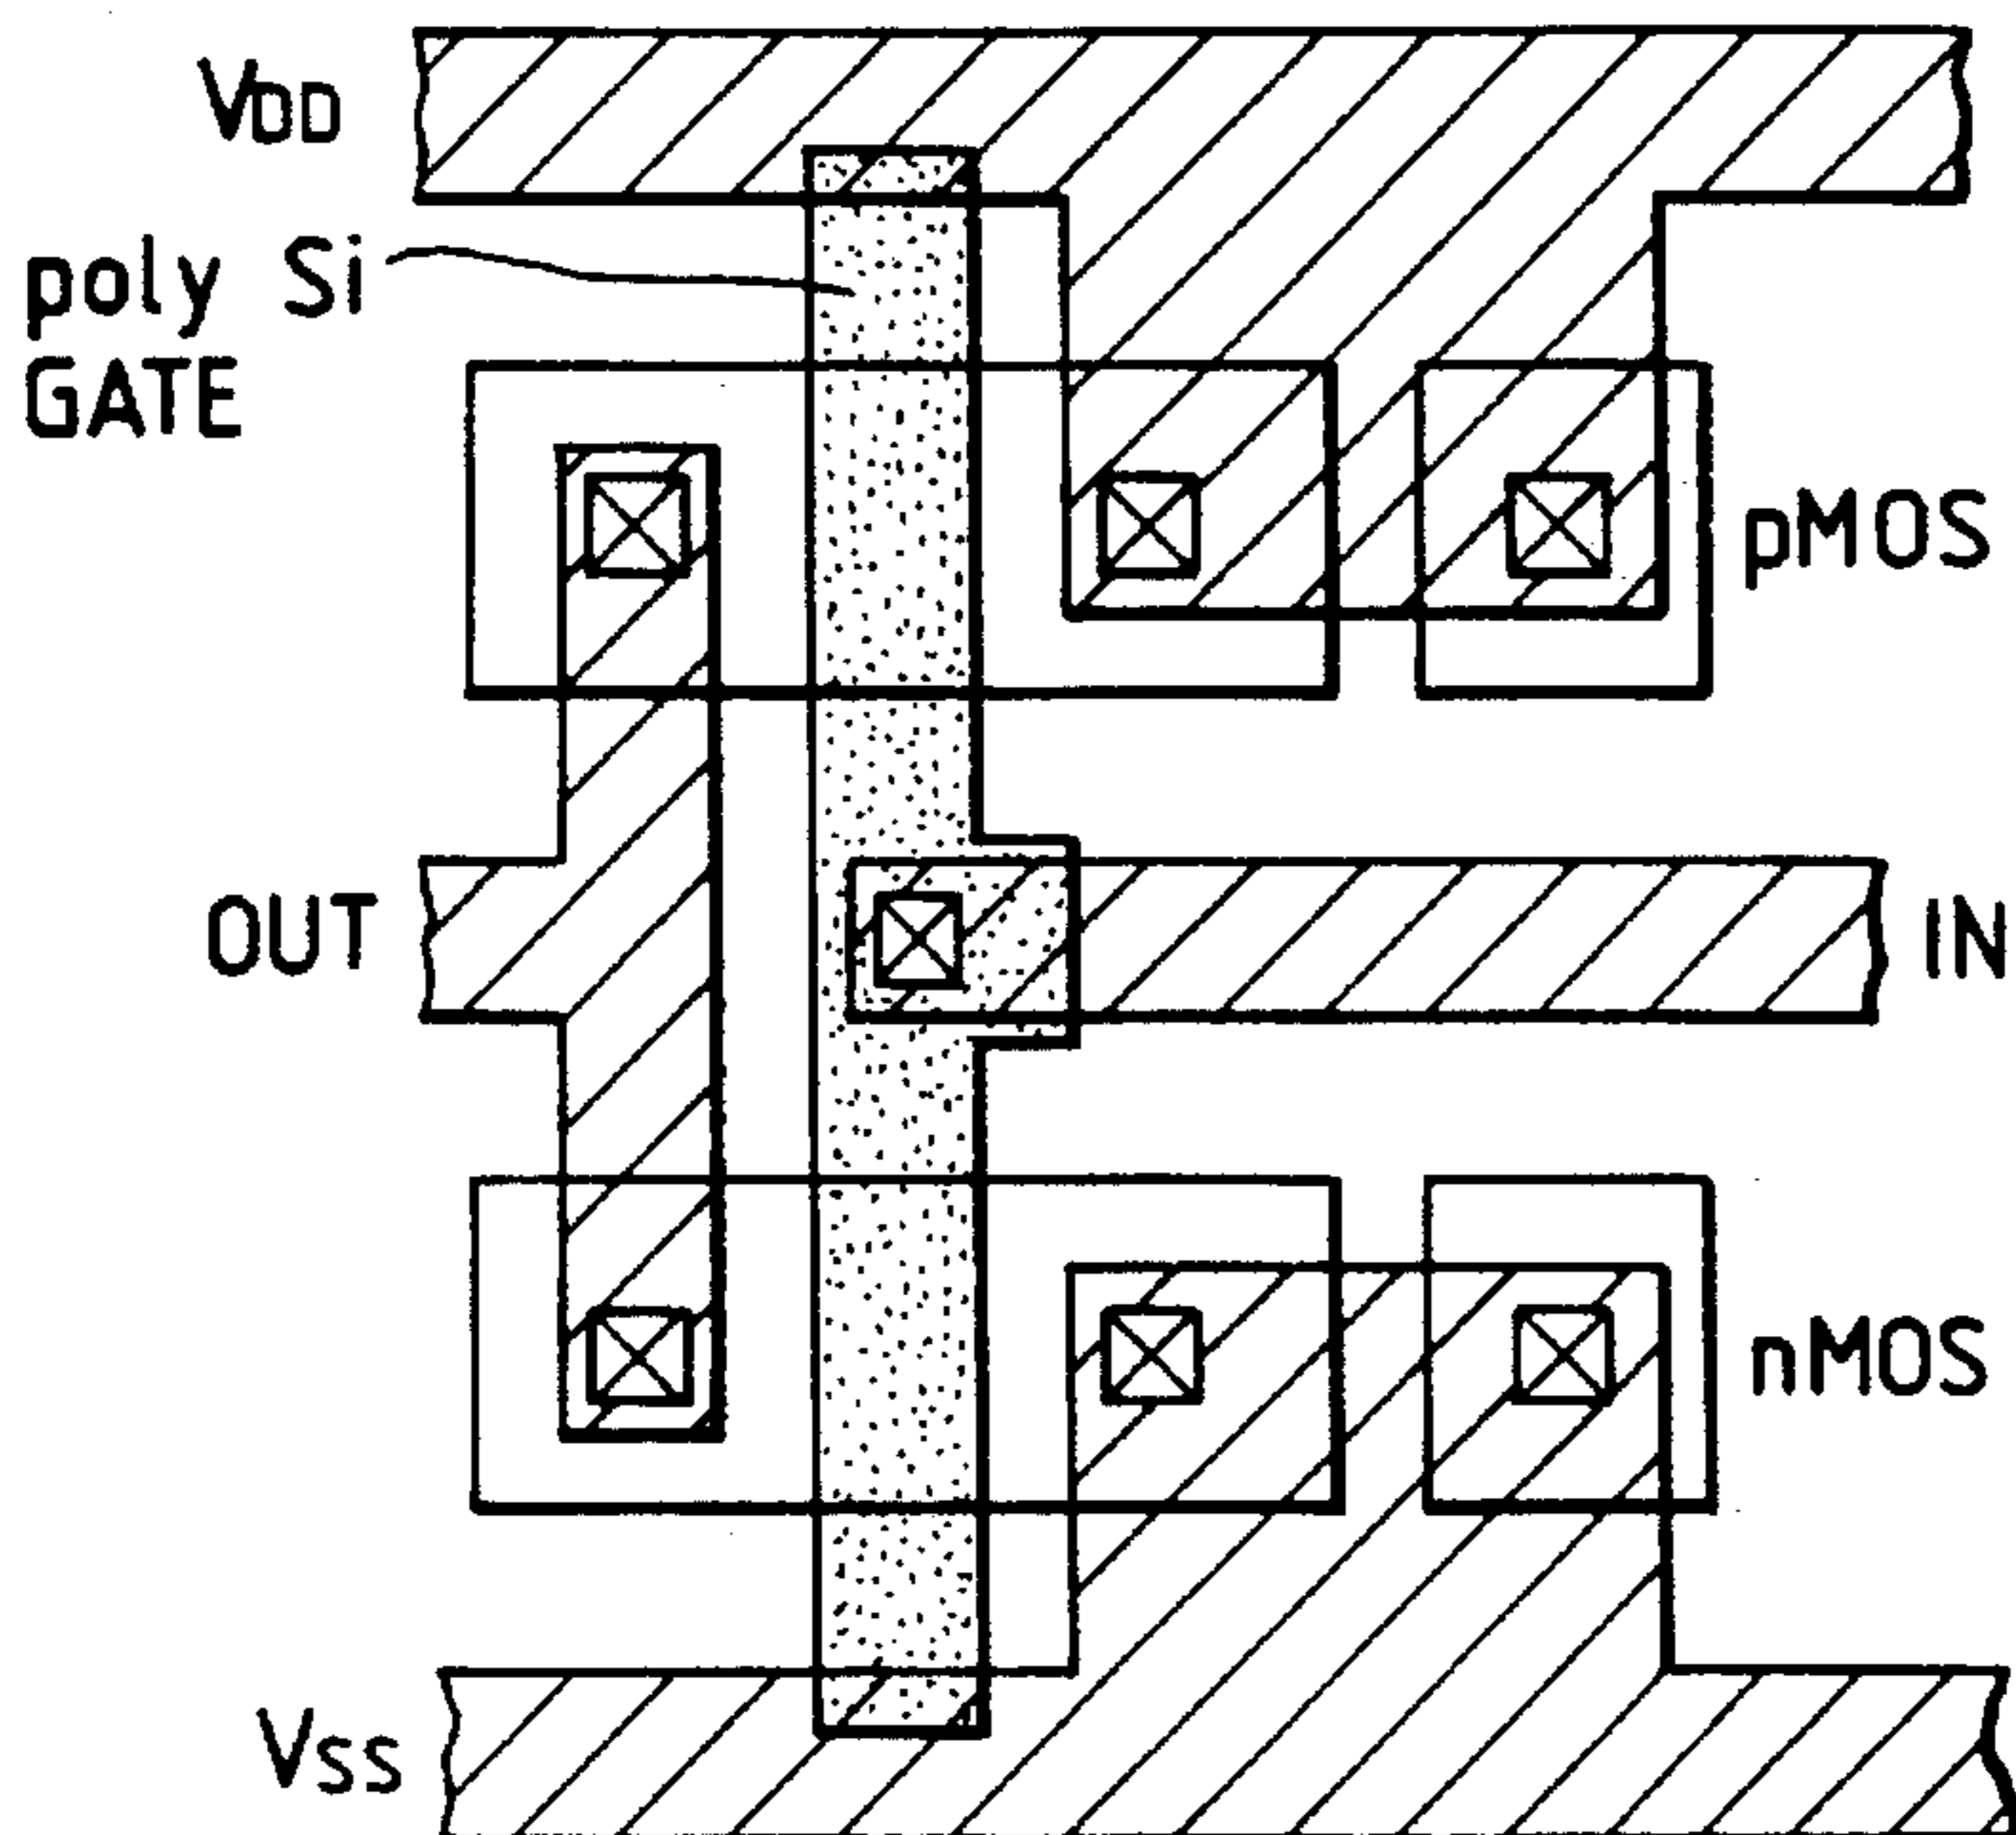 VDD
poly Si
GATE
pMOS
OUT
IN
nMOS
VSS